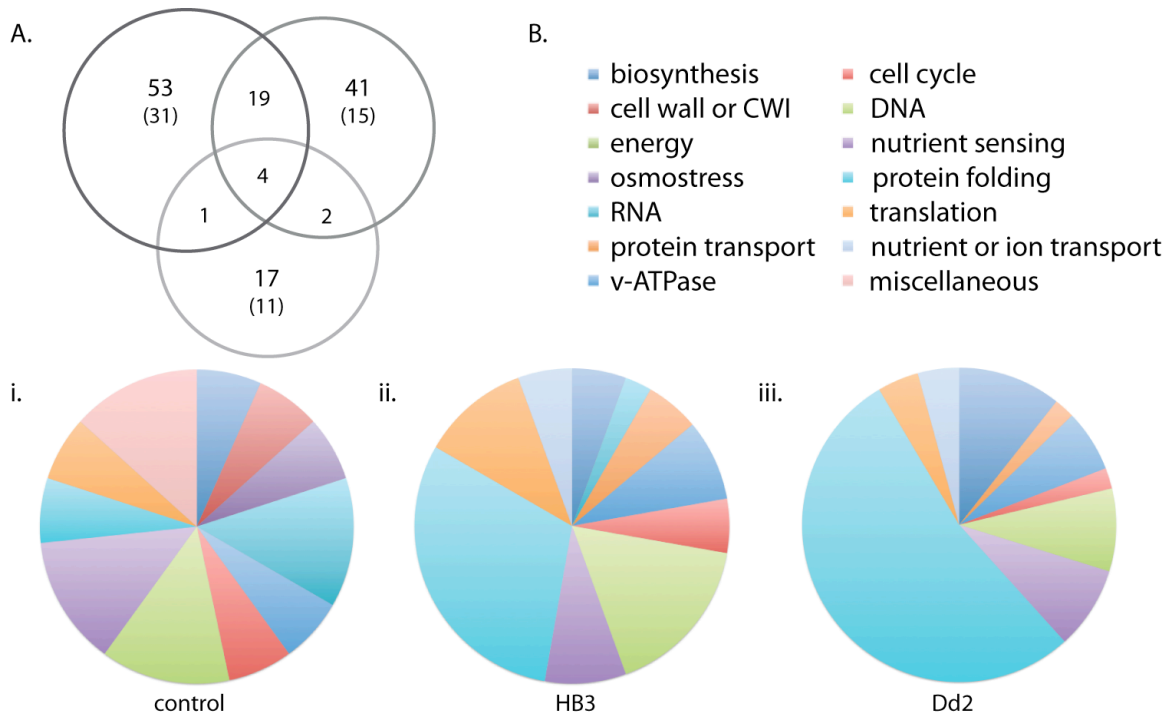 A.
53
(31)
19
41
(15)
4
1
2
17
(11)
B.
biosynthesis
cell wall or CWI
energy
osmostress
RNA
protein transport
v-ATPase
cell cycle
DNA
nutrient sensing
protein folding
translation
nutrient or ion transport
miscellaneous
i.
control
ii.
HB3
iii.
Dd2